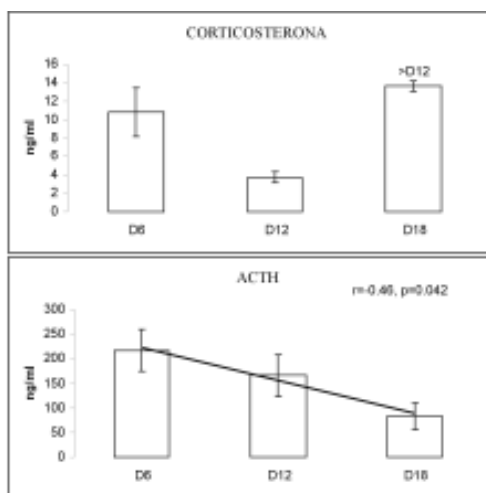 CORTICOSTERONA
16
14
12
10
8
6
4
2
0
ng/ml
>D12
D6
D12
D18
ACTH
r=-0.46, p=0.042
300
250
200
150
100
50
0
ng/ml
D6
D12
D18